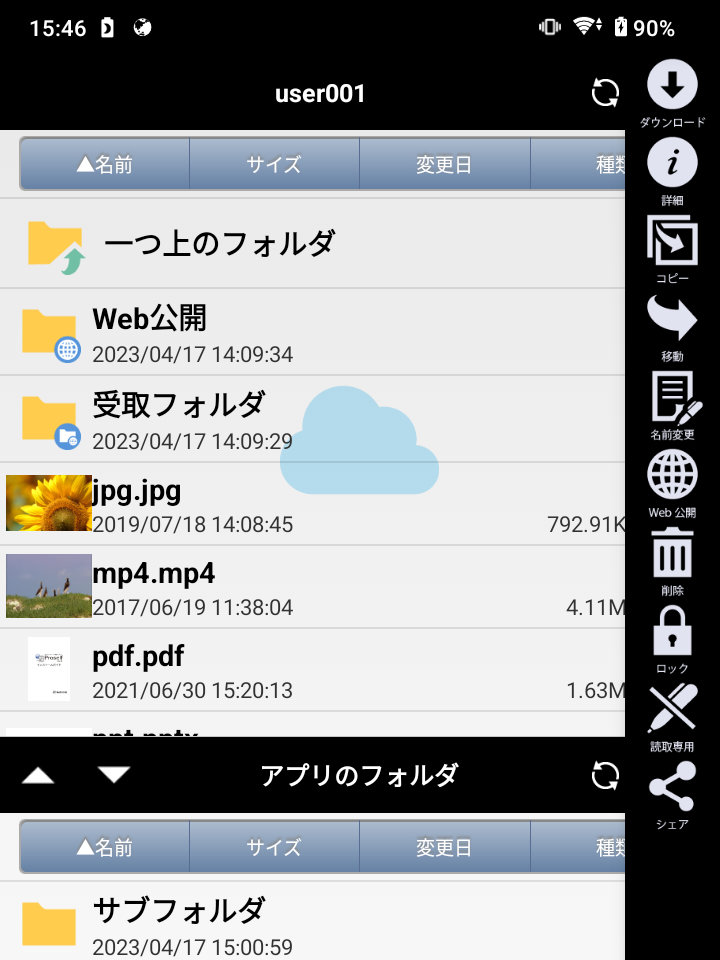 15:46 90%
user001
▲名前 サイズ 変更日 種類
一つ上のフォルダ
Web公開
2023/04/17 14:09:34
受取フォルダ
2023/04/17 14:09:29
jpg.jpg
2019/07/18 14:08:45 792.91K
mp4.mp4
2017/06/19 11:38:04 4.11M
pdf.pdf
2021/06/30 15:20:13 1.63M
ppt.pptx
アプリのフォルダ
▲名前 サイズ 変更日 種類
サブフォルダ
2023/04/17 15:00:59
ダウンロード
詳細
コピー
移動
名前変更
Web 公開
削除
ロック
読取専用
シェア